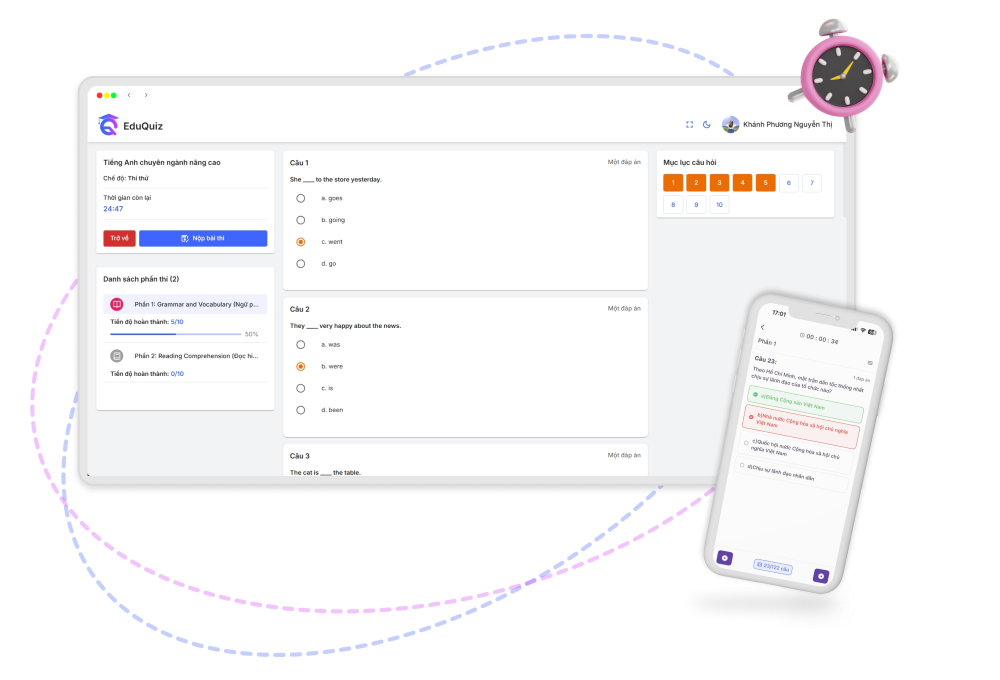 EduQuiz
Khánh Phương Nguyễn Thị
Tiếng Anh chuyên ngành nâng cao
Chế độ: Thi thử
Thời gian còn lại
24:47
Trở về
Nộp bài thi
Danh sách phần thi (2)
Phần 1: Grammar and Vocabulary (Ngữ p...
Tiến độ hoàn thành: 5/10
50%
Phần 2: Reading Comprehension (Đọc hi...
Tiến độ hoàn thành: 0/10
Câu 1 Một đáp án
She ____ to the store yesterday.
a. goes
b. going
c. went
d. go
Câu 2 Một đáp án
They ____ very happy about the news.
a. was
b. were
c. is
d. been
Câu 3 Một đáp án
The cat is ____ the table.
Mục lục câu hỏi
1 2 3 4 5 6 7
8 9 10
17:01
00 : 00 : 34
Phần 1
Câu 23:
1 đáp án
Theo Hồ Chí Minh, mặt trận dân tộc thống nhất
chịu sự lãnh đạo của tổ chức nào?
a)Đảng Cộng sản Việt Nam
b)Nhà nước Cộng hòa xã hội chủ nghĩa
Việt Nam
c)Quốc hội nước Cộng hòa xã hội chủ
nghĩa Việt Nam
d)Chịu sự lãnh đạo nhân dân
23/122 câu